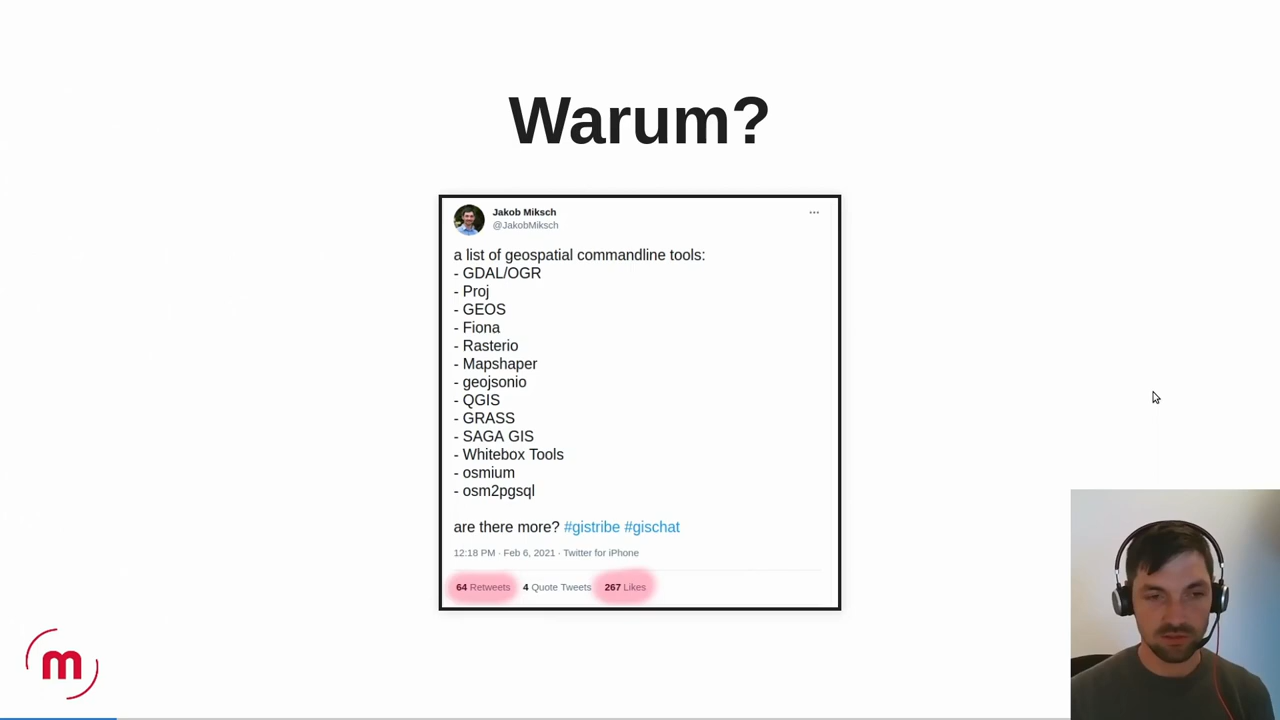 Warum?
Jakob Miksch
@JakobMiksch
a list of geospatial commandline tools:
- GDAL/OGR
- Proj
- GEOS
- Fiona
- Rasterio
- Mapshaper
- geojsonio
- QGIS
- GRASS
- SAGA GIS
- Whitebox Tools
- osmium
- osm2pgsql
are there more? #gistribe #gischat
12:18 PM · Feb 6, 2021 · Twitter for iPhone
64 Retweets 4 Quote Tweets 267 Likes
m